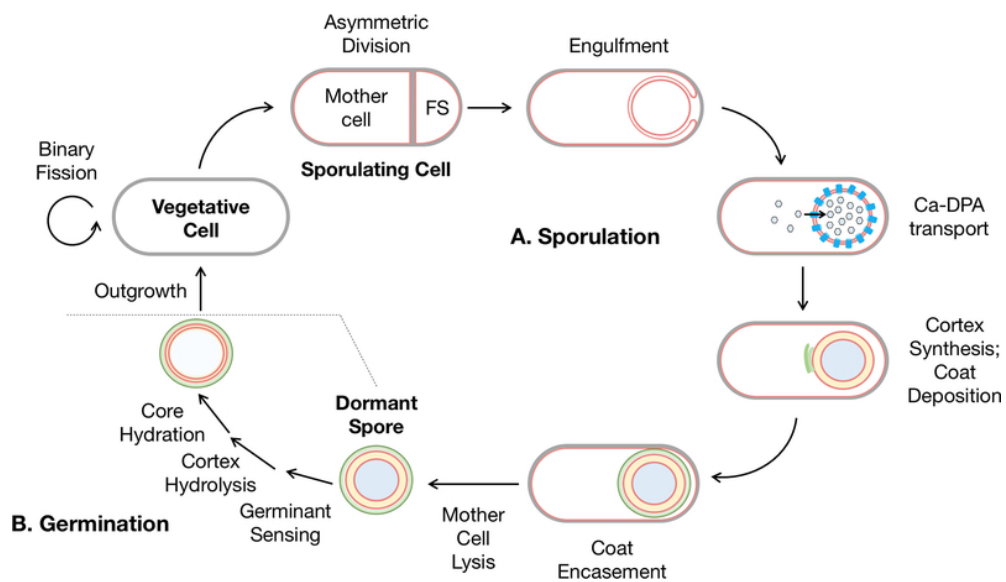 Asymmetric
Division
Engulfment
Mother
cell
FS
Sporulating Cell
Binary
Fission
Vegetative
Cell
A. Sporulation
Ca-DPA
transport
Outgrowth
Cortex
Synthesis;
Coat
Deposition
Dormant
Spore
Core
Hydration
Cortex
Hydrolysis
Germinant
Sensing
B. Germination
Mother
Cell
Lysis
Coat
Encasement